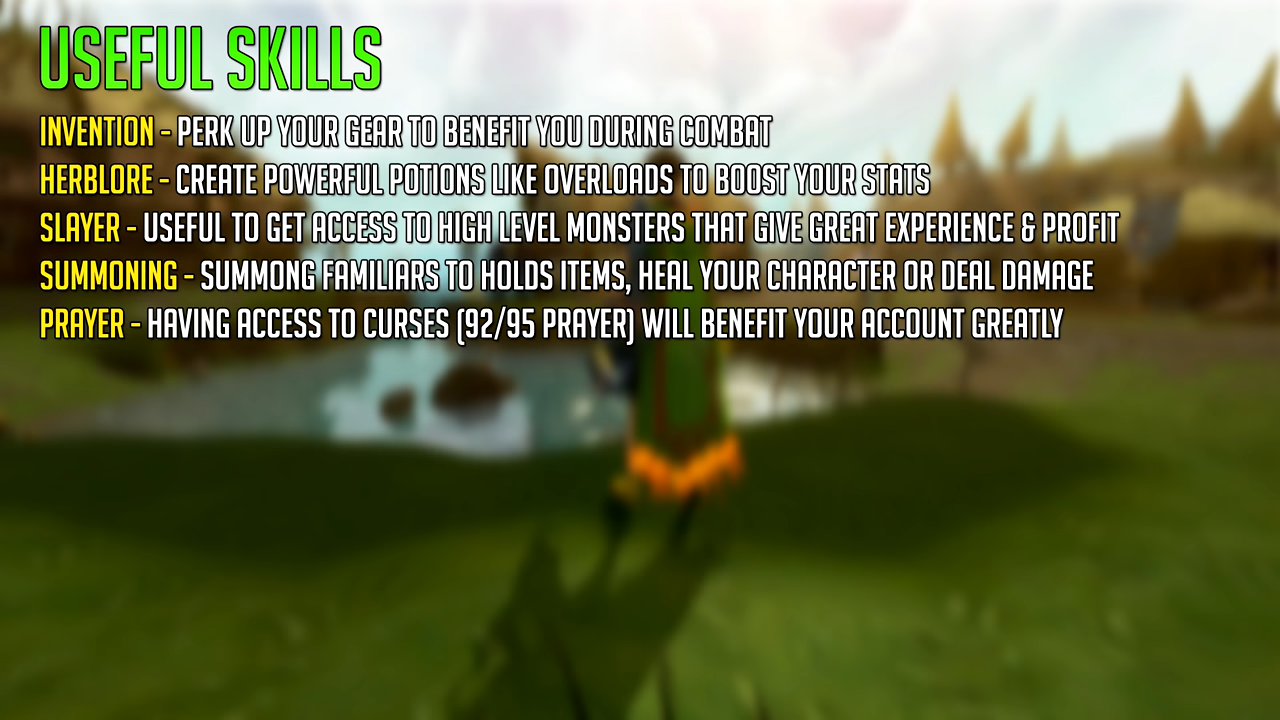 USEFUL SKILLS
INVENTION - PERK UP YOUR GEAR TO BENEFIT YOU DURING COMBAT
HERBLORE - CREATE POWERFUL POTIONS LIKE OVERLOADS TO BOOST YOUR STATS
SLAYER - USEFUL TO GET ACCESS TO HIGH LEVEL MONSTERS THAT GIVE GREAT EXPERIENCE & PROFIT
SUMMONING - SUMMONG FAMILIARS TO HOLDS ITEMS, HEAL YOUR CHARACTER OR DEAL DAMAGE
PRAYER - HAVING ACCESS TO CURSES (92/95 PRAYER) WILL BENEFIT YOUR ACCOUNT GREATLY